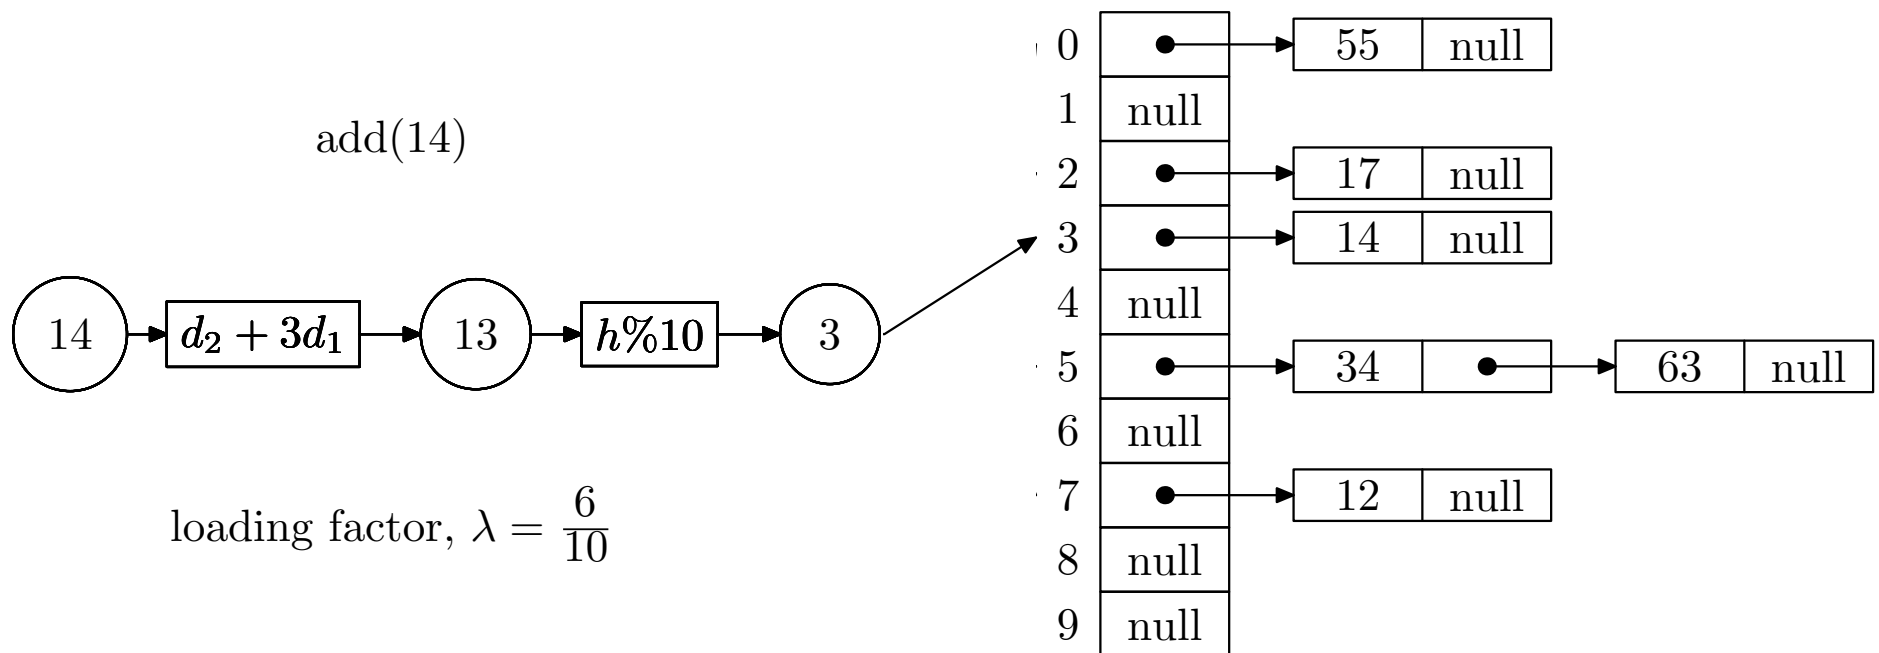 0 55 null
1 null
add(14)
2 17 null
3 14 null
4 null
14 d₂ + 3d₁ 13 h%10 3
5 34 63 null
6 null
7 12 null
loading factor, λ = 6/10
8 null
9 null